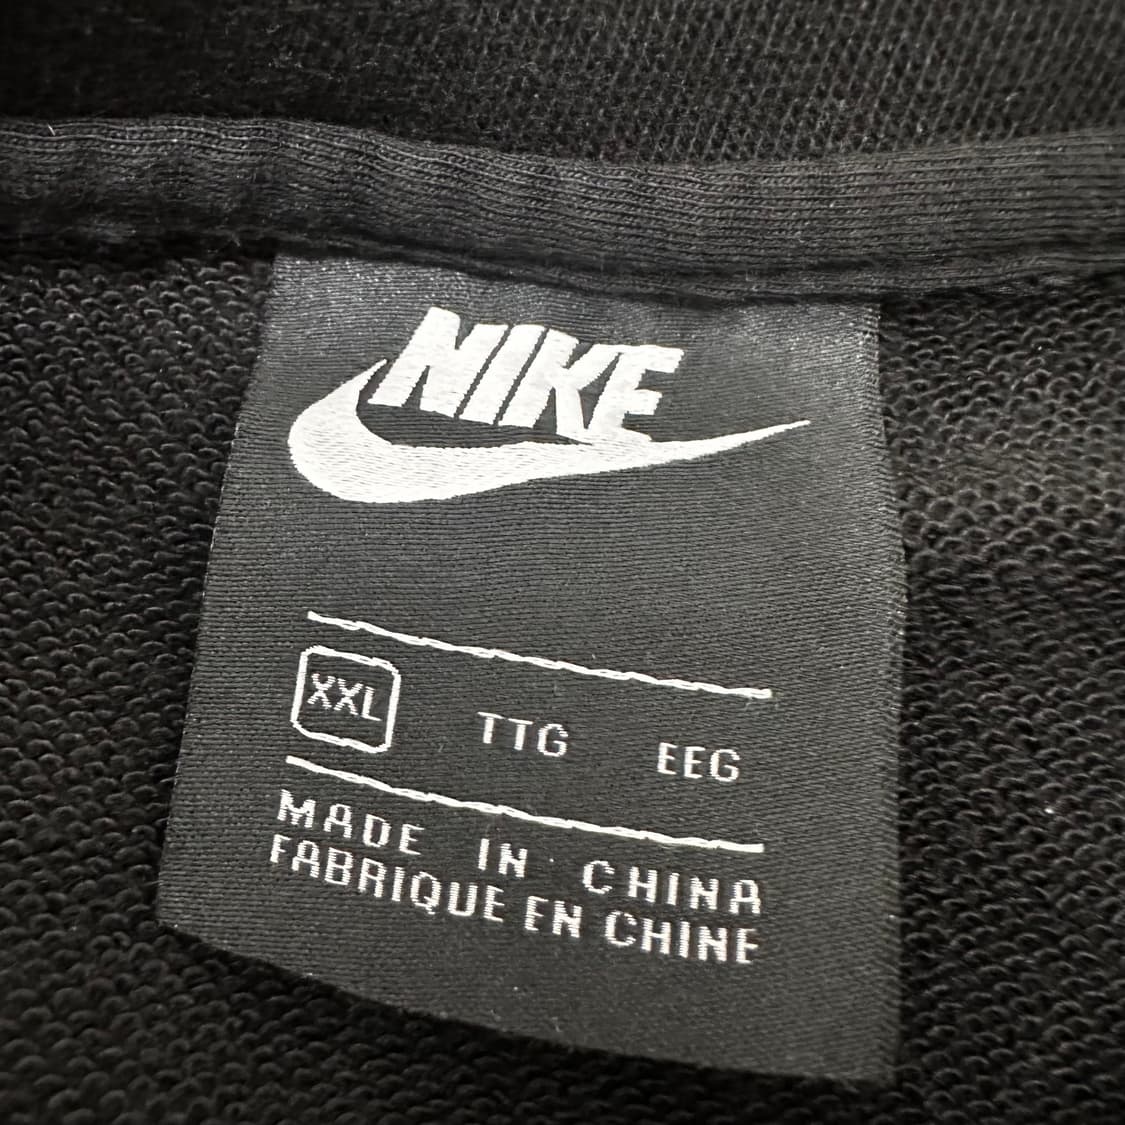 NIKE
XXL TTG EEG
MADE IN CHINA
FABRIQUE EN CHINE